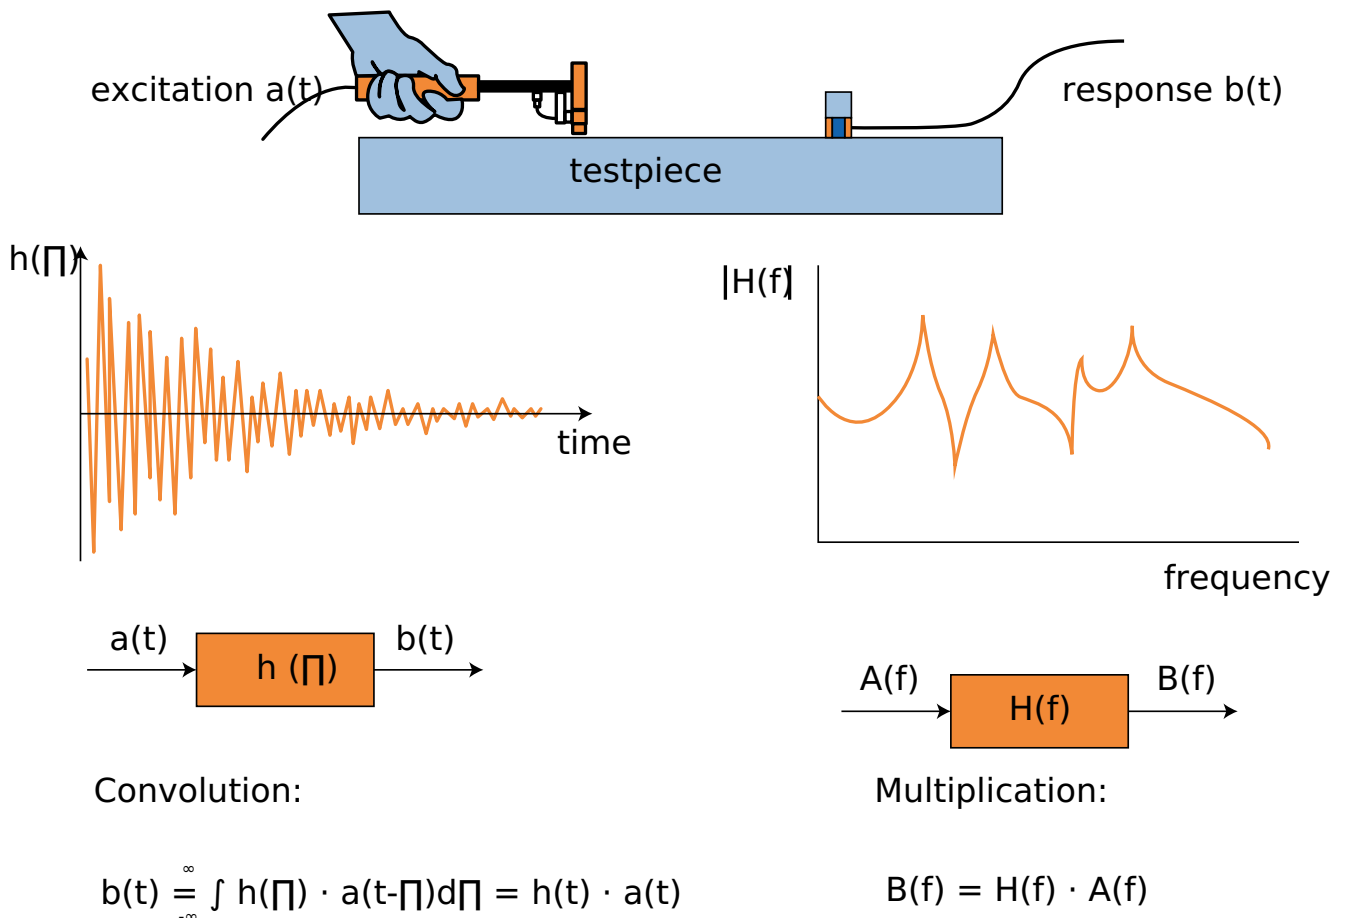 excitation a(t)
response b(t)
testpiece
h(∏)
time
|H(f)|
frequency
a(t)
h (∏)
b(t)
A(f)
H(f)
B(f)
Convolution:
Multiplication:
∞
b(t) = ∫ h(∏) · a(t-∏)d∏ = h(t) · a(t)
-∞
B(f) = H(f) · A(f)